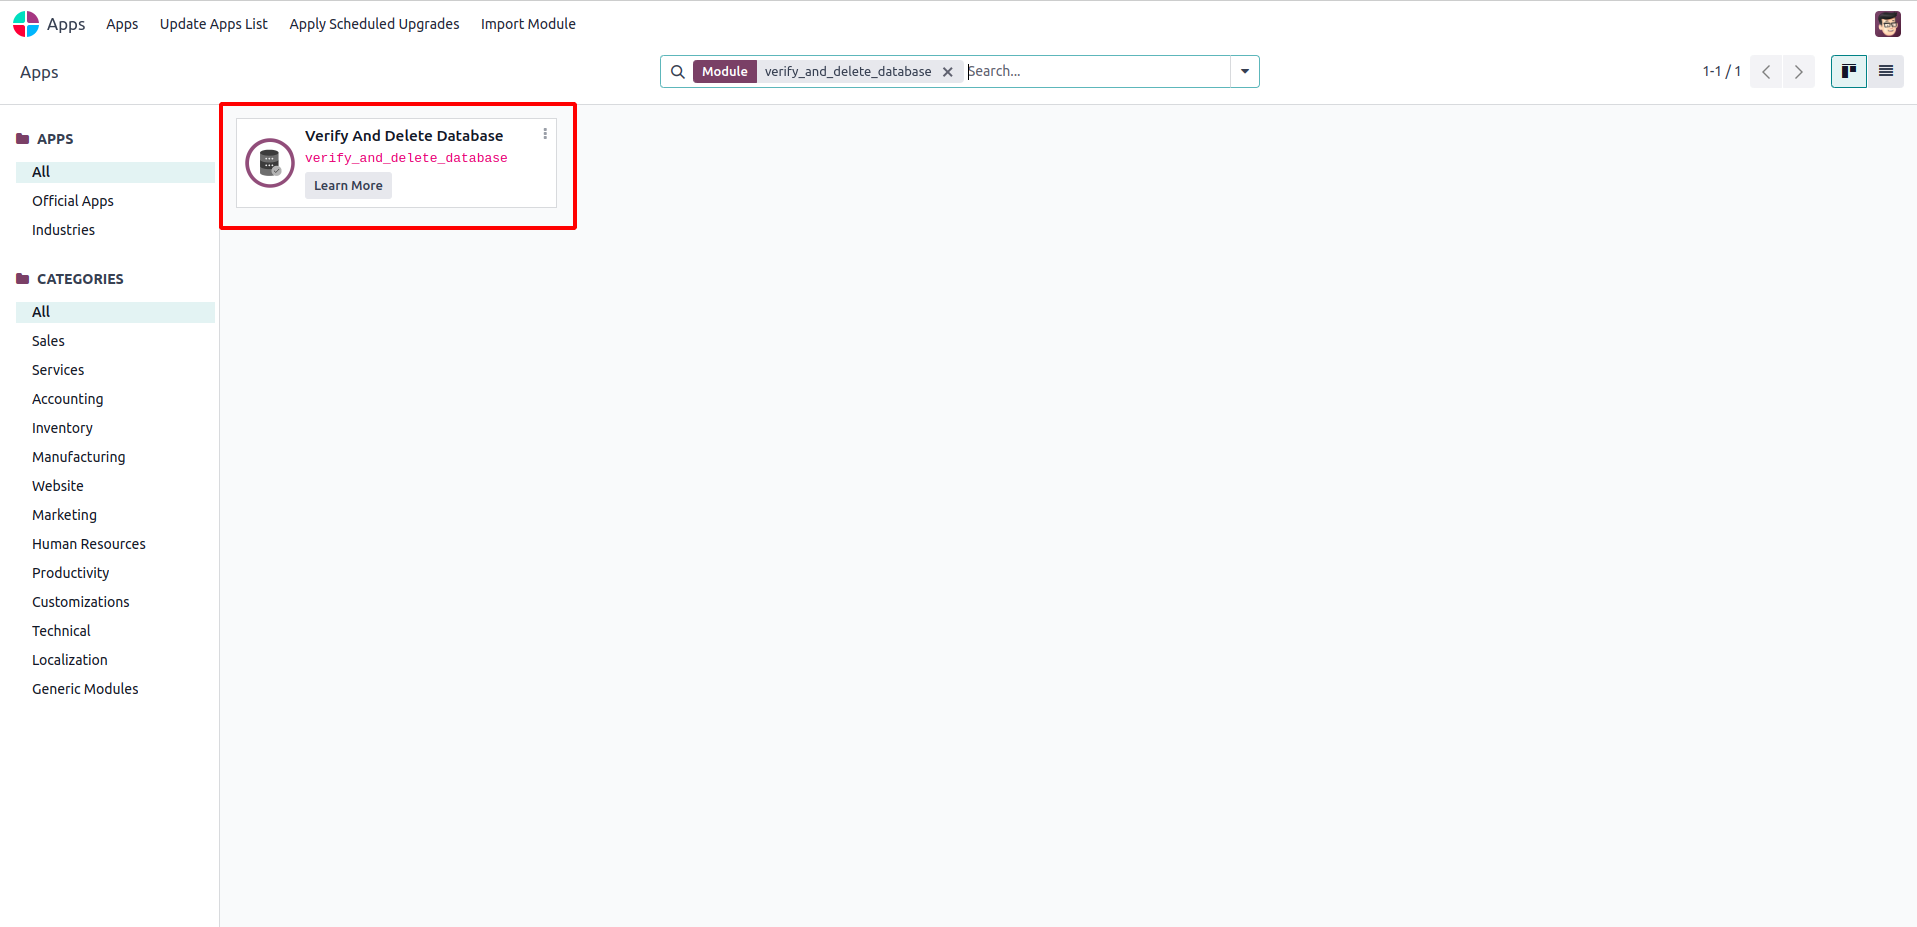 Apps Apps Update Apps List Apply Scheduled Upgrades Import Module
Apps
Module verify_and_delete_database Search...
1-1 / 1
APPS
All
Official Apps
Industries
CATEGORIES
All
Sales
Services
Accounting
Inventory
Manufacturing
Website
Marketing
Human Resources
Productivity
Customizations
Technical
Localization
Generic Modules
Verify And Delete Database
verify_and_delete_database
Learn More